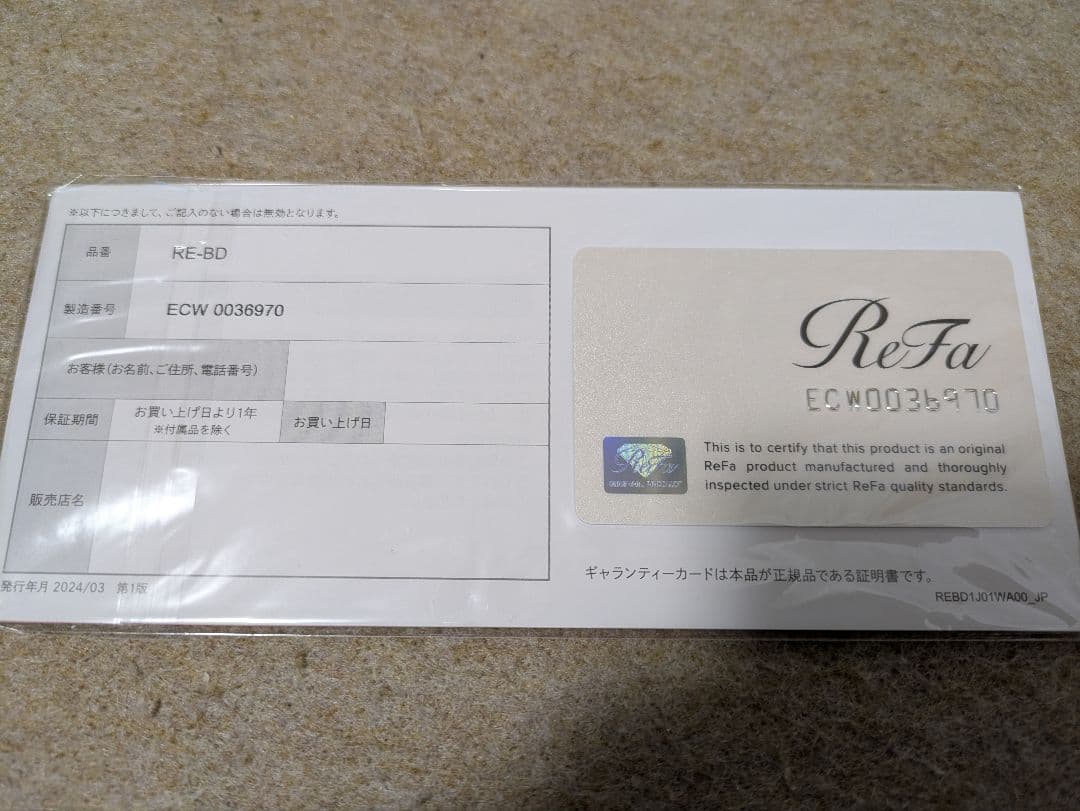 ※以下につきまして、ご記入のない場合は無効となります。
品番 RE-BD
製造番号 ECW 0036970
お客様(お名前、ご住所、電話番号)
保証期間 お買い上げ日より1年 お買い上げ日
※付属品を除く
販売店名
発行年月 2024/03 第1版
ReFa
ECW0036970
ReFa
This is to certify that this product is an original
ReFa product manufactured and thoroughly
inspected under strict ReFa quality standards.
ギャランティーカードは本品が正規品である証明書です。
REBD1J01WA00_JP